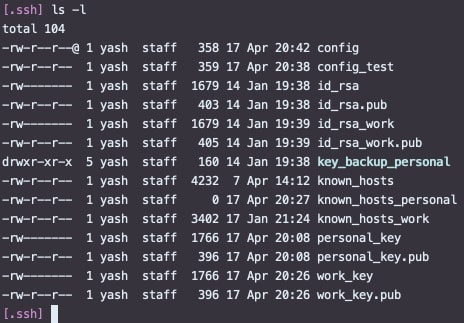 [.ssh] ls -l
total 104
-rw-r--r--@ 1 yash  staff   358 17 Apr 20:42 config
-rw-r--r--  1 yash  staff   359 17 Apr 20:38 config_test
-rw-------  1 yash  staff  1679 14 Jan 19:38 id_rsa
-rw-r--r--  1 yash  staff   403 14 Jan 19:38 id_rsa.pub
-rw-------  1 yash  staff  1679 14 Jan 19:39 id_rsa_work
-rw-r--r--  1 yash  staff   405 14 Jan 19:39 id_rsa_work.pub
drwxr-xr-x  5 yash  staff   160 14 Jan 19:38 key_backup_personal
-rw-r--r--  1 yash  staff  4232  7 Apr 14:12 known_hosts
-rw-r--r--  1 yash  staff     0 17 Apr 20:27 known_hosts_personal
-rw-r--r--  1 yash  staff  3402 17 Jan 21:24 known_hosts_work
-rw-------  1 yash  staff  1766 17 Apr 20:08 personal_key
-rw-r--r--  1 yash  staff   396 17 Apr 20:08 personal_key.pub
-rw-------  1 yash  staff  1766 17 Apr 20:26 work_key
-rw-r--r--  1 yash  staff   396 17 Apr 20:26 work_key.pub
[.ssh]